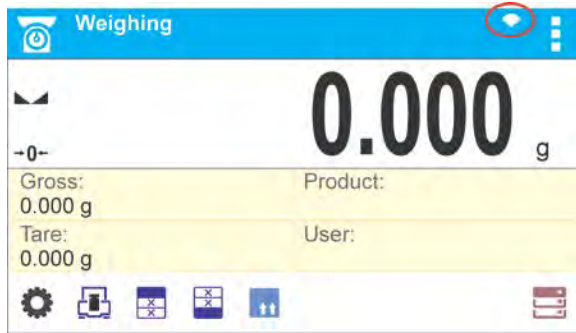 Weighing
→0←
0.000 g
Gross: Product:
0.000 g
Tare: User:
0.000 g